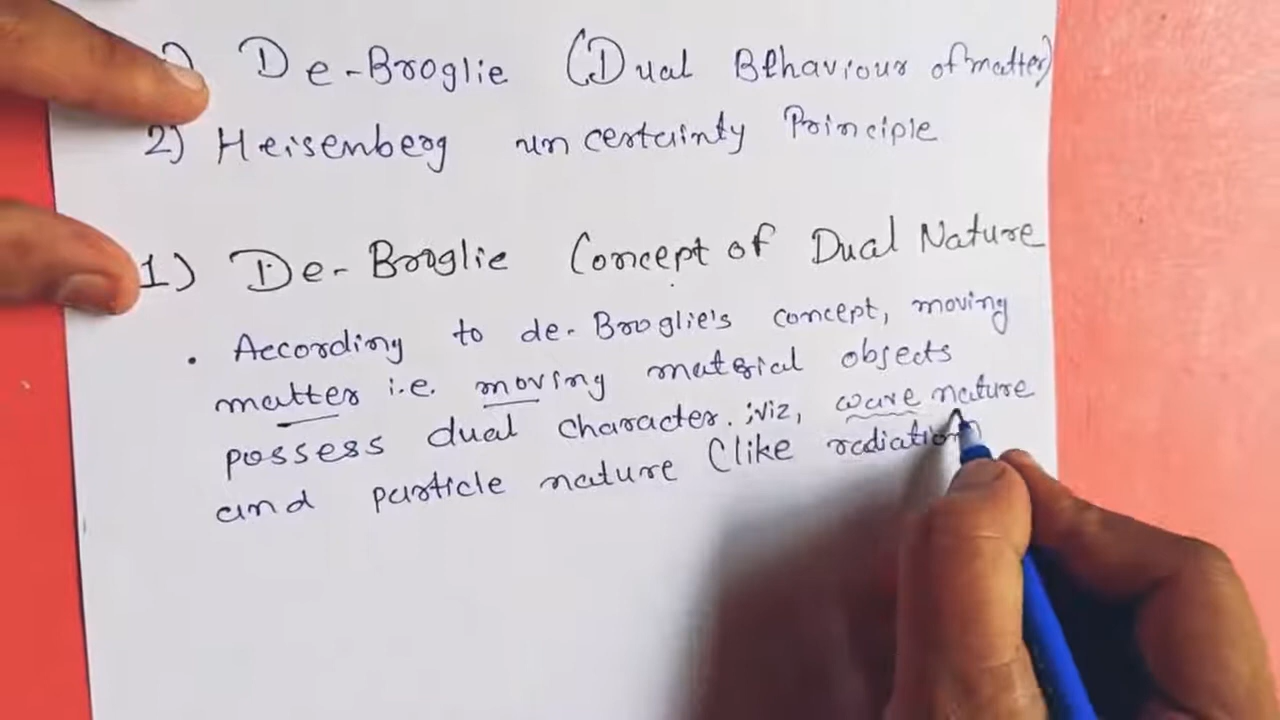 ) De-Broglie (Dual Behaviour of matter)
2) Heisenberg uncertainty Principle
1) De-Broglie Concept of Dual Nature
. According to de-Broglie's concept, moving
matter i.e. moving material objects
possess dual character. ;viz, wave nature
and particle nature (like radiation